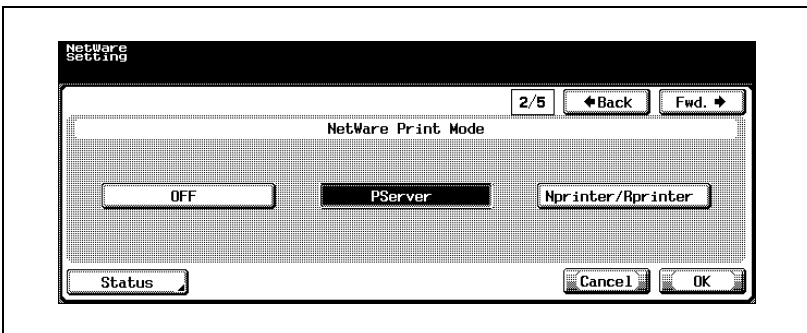 NetWare
Setting
2/5 ←Back Fwd. →
NetWare Print Mode
OFF PServer Nprinter/Rprinter
Status Cancel OK